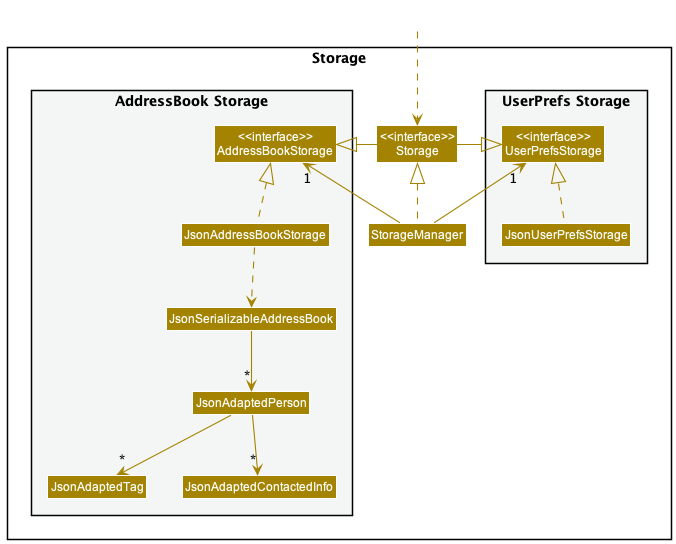 Storage
AddressBook Storage
UserPrefs Storage
<<interface>>
AddressBookStorage
<<interface>>
Storage
<<interface>>
UserPrefsStorage
1
1
JsonAddressBookStorage
StorageManager
JsonUserPrefsStorage
JsonSerializableAddressBook
*
JsonAdaptedPerson
*
*
JsonAdaptedTag
JsonAdaptedContactedInfo